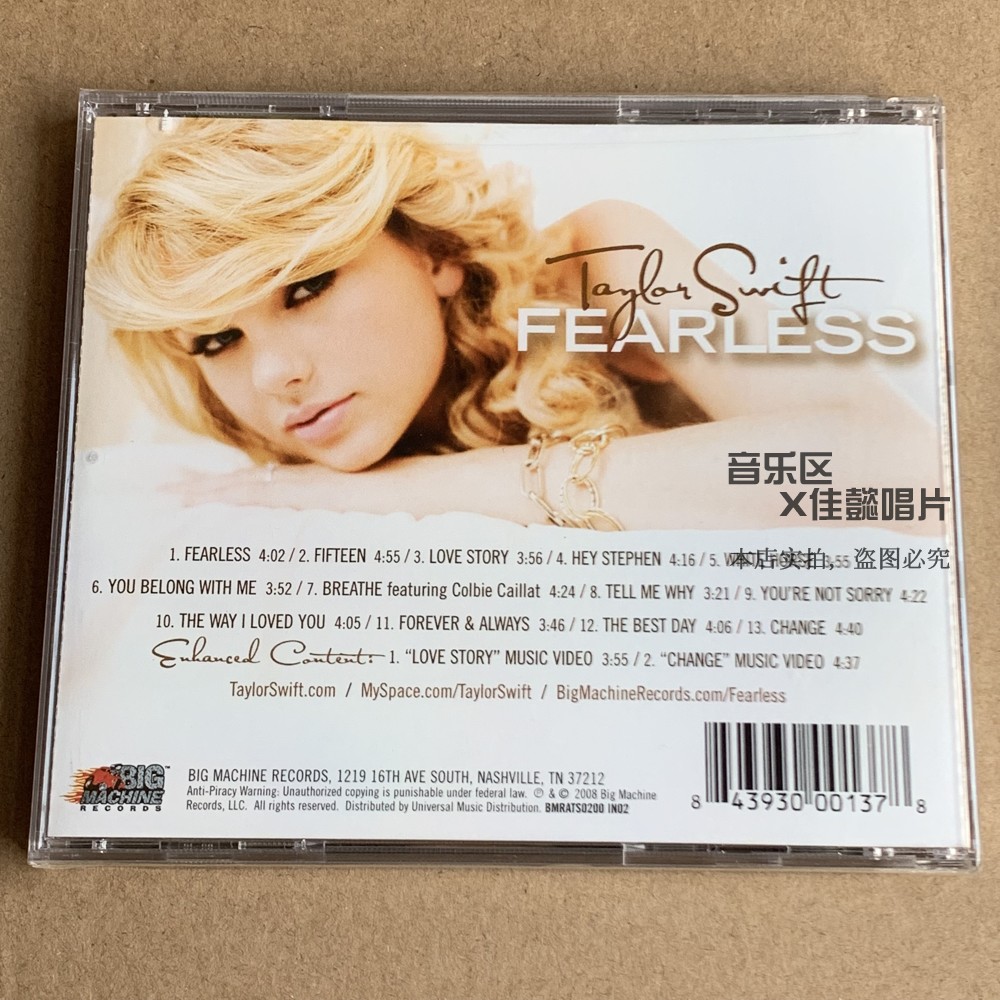 Taylor Swift
FEARLESS
音乐区
X佳懿唱片
本店实拍，盗图必究
1. FEARLESS 4:02 / 2. FIFTEEN 4:55 / 3. LOVE STORY 3:56 / 4. HEY STEPHEN 4:16 / 5. WHITE HORSE 3:55
6. YOU BELONG WITH ME 3:52 / 7. BREATHE featuring Colbie Caillat 4:24 / 8. TELL ME WHY 3:21 / 9. YOU'RE NOT SORRY 4:22
10. THE WAY I LOVED YOU 4:05 / 11. FOREVER & ALWAYS 3:46 / 12. THE BEST DAY 4:06 / 13. CHANGE 4:40
Enhanced Content: 1. “LOVE STORY” MUSIC VIDEO 3:55 / 2. “CHANGE” MUSIC VIDEO 4:37
TaylorSwift.com / MySpace.com/TaylorSwift / BigMachineRecords.com/Fearless
BIG
MACHINE
RECORDS
™
BIG MACHINE RECORDS, 1219 16TH AVE SOUTH, NASHVILLE, TN 37212
Anti-Piracy Warning: Unauthorized copying is punishable under federal law. ℗ & © 2008 Big Machine
Records, LLC. All rights reserved. Distributed by Universal Music Distribution. BMRATS0200 IN02
8 43930 00137 8